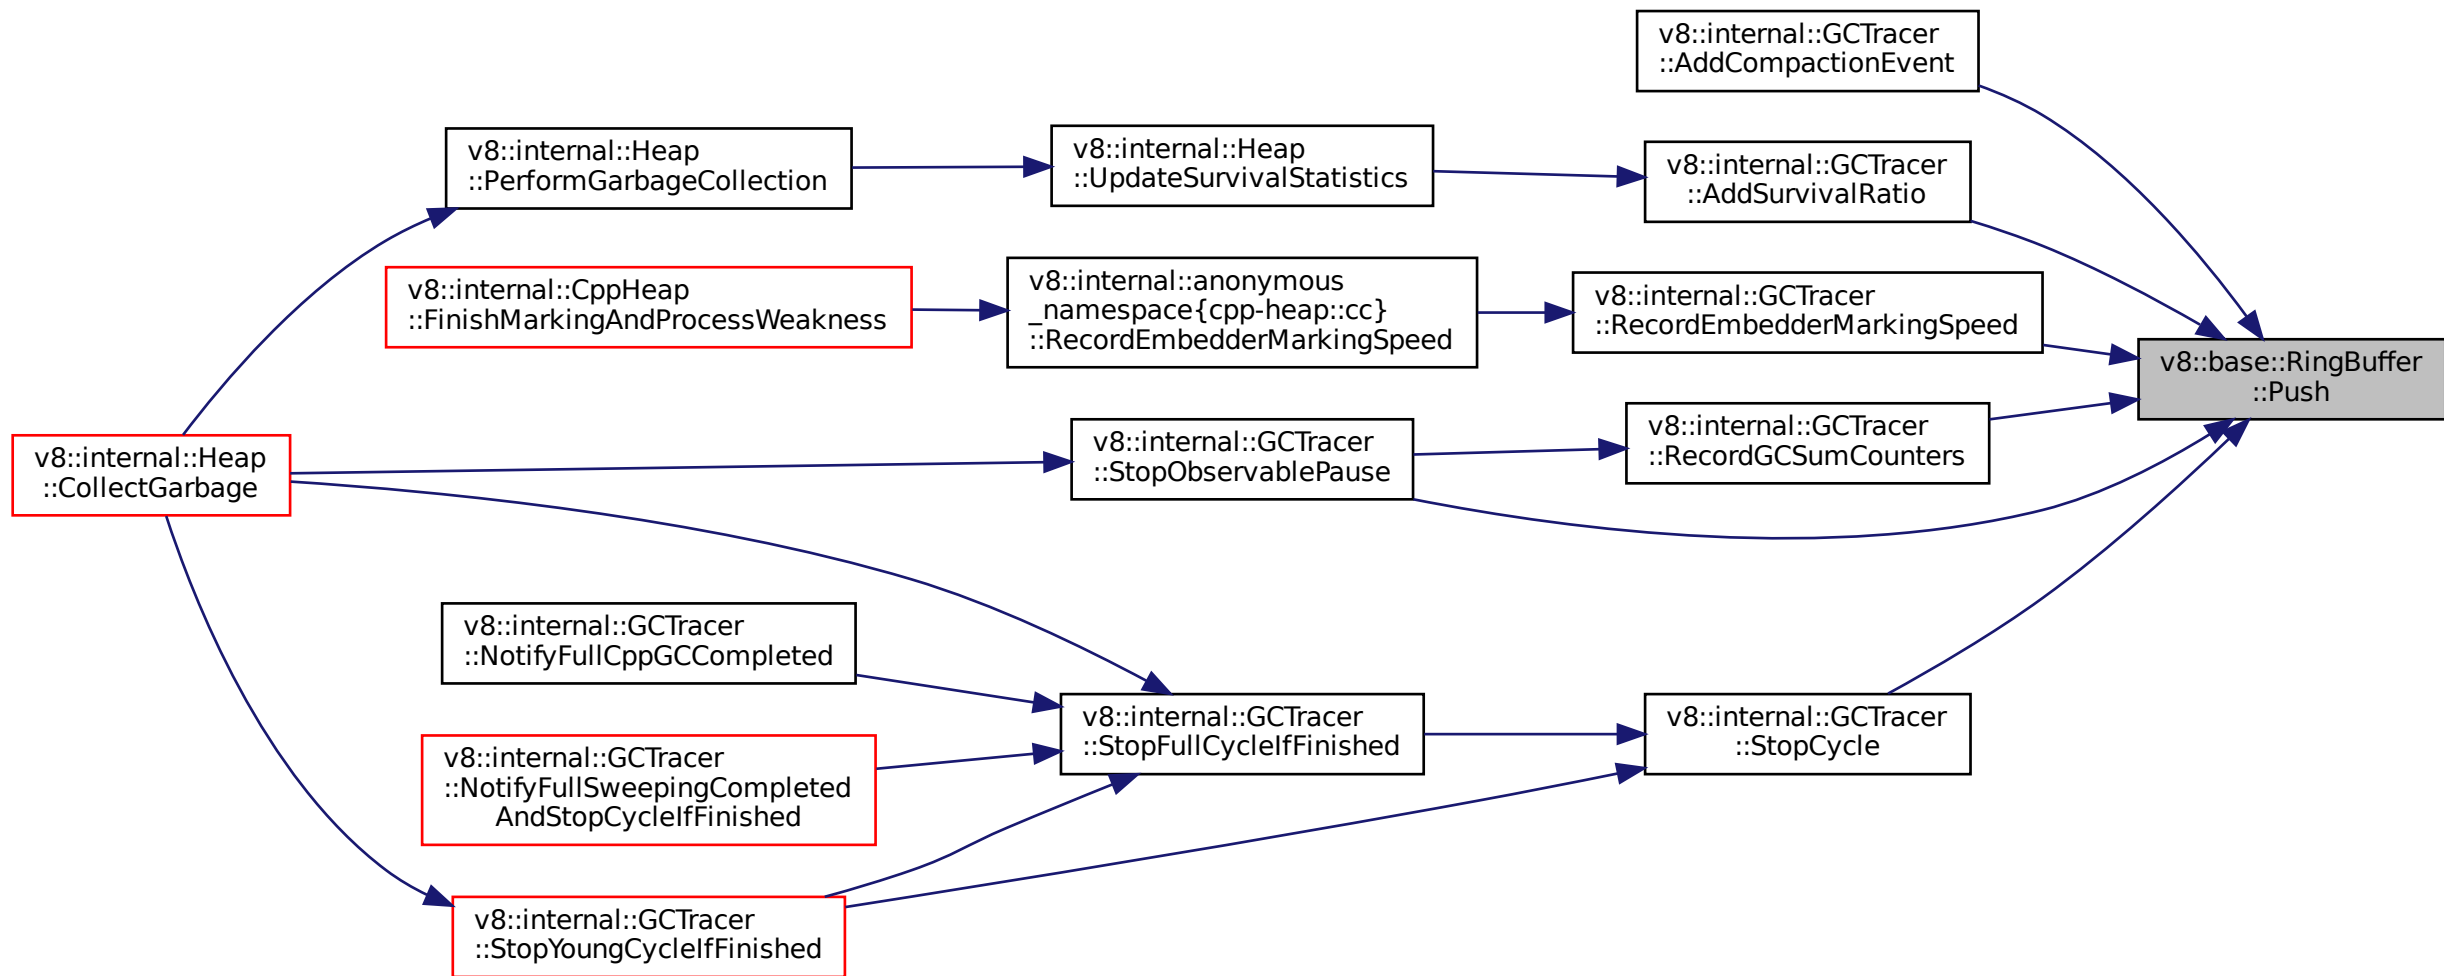 v8::internal::GCTracer
::AddCompactionEvent
v8::internal::Heap
::PerformGarbageCollection
v8::internal::Heap
::UpdateSurvivalStatistics
v8::internal::GCTracer
::AddSurvivalRatio
v8::internal::CppHeap
::FinishMarkingAndProcessWeakness
v8::internal::anonymous
_namespace{cpp-heap::cc}
::RecordEmbedderMarkingSpeed
v8::internal::GCTracer
::RecordEmbedderMarkingSpeed
v8::base::RingBuffer
::Push
v8::internal::Heap
::CollectGarbage
v8::internal::GCTracer
::StopObservablePause
v8::internal::GCTracer
::RecordGCSumCounters
v8::internal::GCTracer
::NotifyFullCppGCCompleted
v8::internal::GCTracer
::StopFullCycleIfFinished
v8::internal::GCTracer
::StopCycle
v8::internal::GCTracer
::NotifyFullSweepingCompleted
AndStopCycleIfFinished
v8::internal::GCTracer
::StopYoungCycleIfFinished